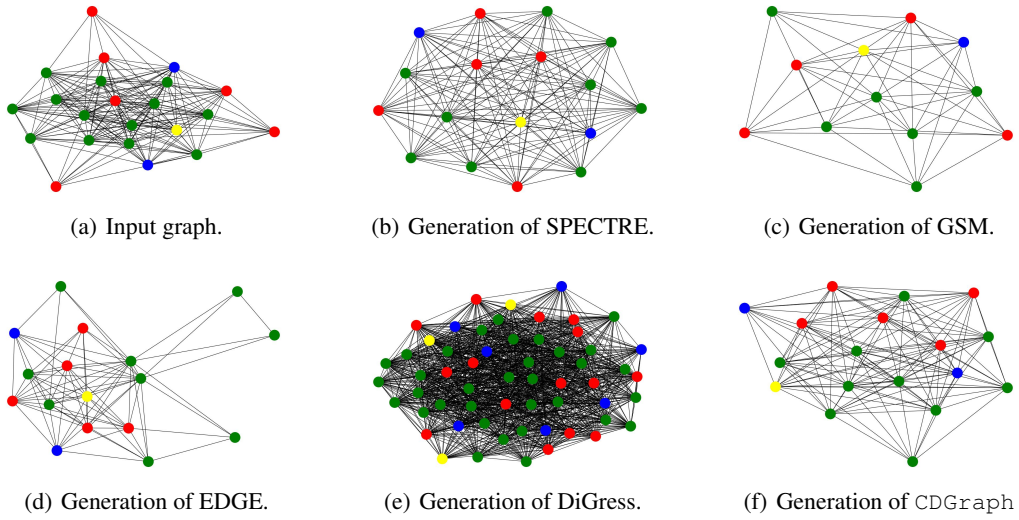 (a) Input graph.
(b) Generation of SPECTRE.
(c) Generation of GSM.
(d) Generation of EDGE.
(e) Generation of DiGress.
(f) Generation of CDGraph